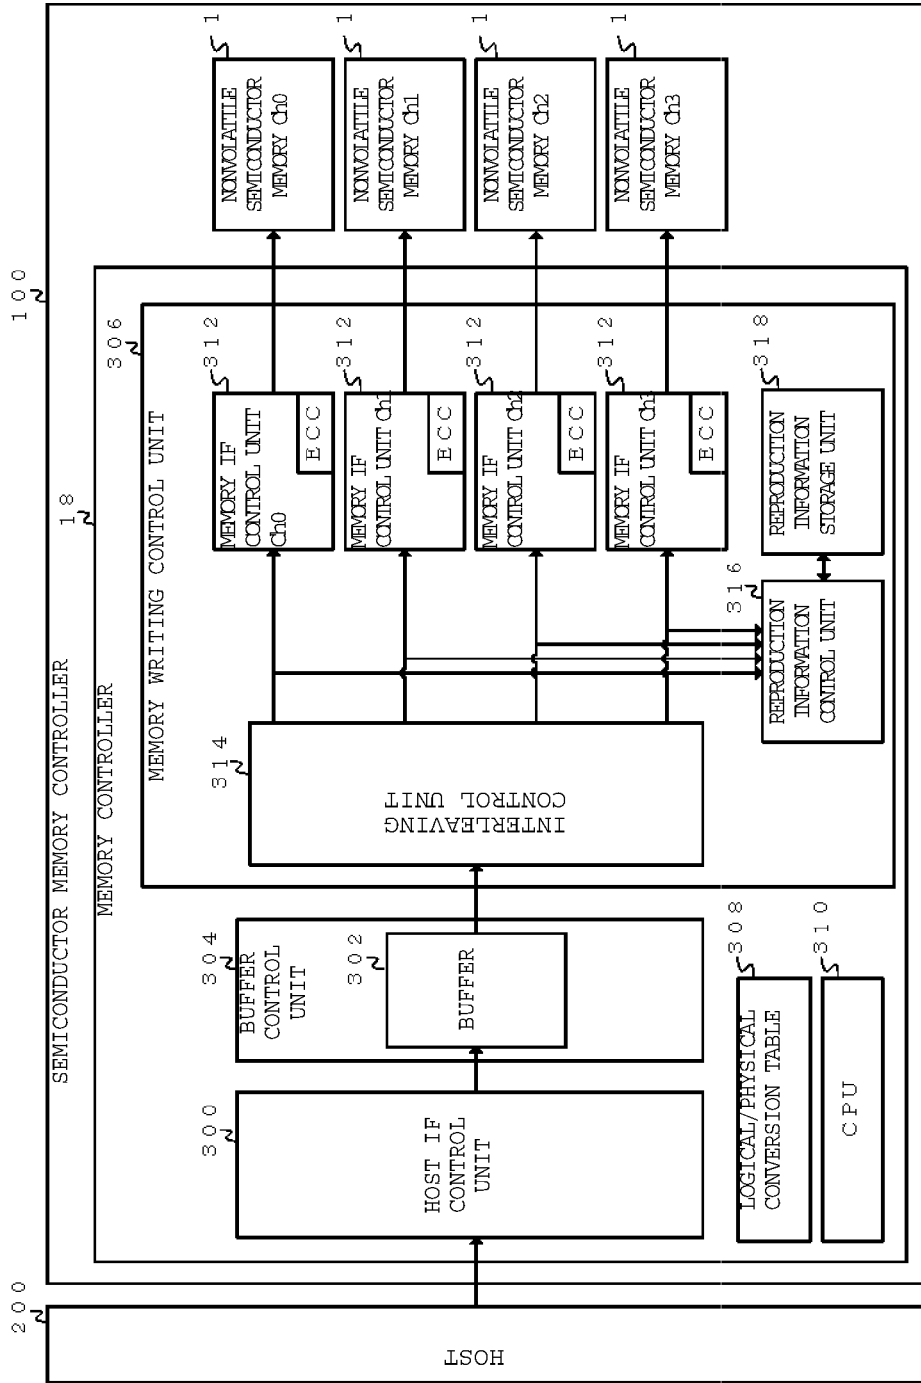 200
HOST
100
SEMICONDUCTOR MEMORY CONTROLLER
18
MEMORY CONTROLLER
300
HOST IF
CONTROL
UNIT
304
BUFFER
CONTROL
UNIT
302
BUFFER
308
LOGICAL/PHYSICAL
CONVERSION TABLE
310
CPU
306
MEMORY WRITING CONTROL UNIT
314
INTERLEAVING
CONTROL UNIT
312
MEMORY IF
CONTROL UNIT
Ch0
ECC
312
MEMORY IF
CONTROL UNIT Ch1
ECC
312
MEMORY IF
CONTROL UNIT Ch2
ECC
312
MEMORY IF
CONTROL UNIT Ch3
ECC
316
REPRODUCTION
INFORMATION
CONTROL UNIT
318
REPRODUCTION
INFORMATION
STORAGE UNIT
1
NONVOLATILE
SEMICONDUCTOR
MEMORY Ch0
1
NONVOLATILE
SEMICONDUCTOR
MEMORY Ch1
1
NONVOLATILE
SEMICONDUCTOR
MEMORY Ch2
1
NONVOLATILE
SEMICONDUCTOR
MEMORY Ch3